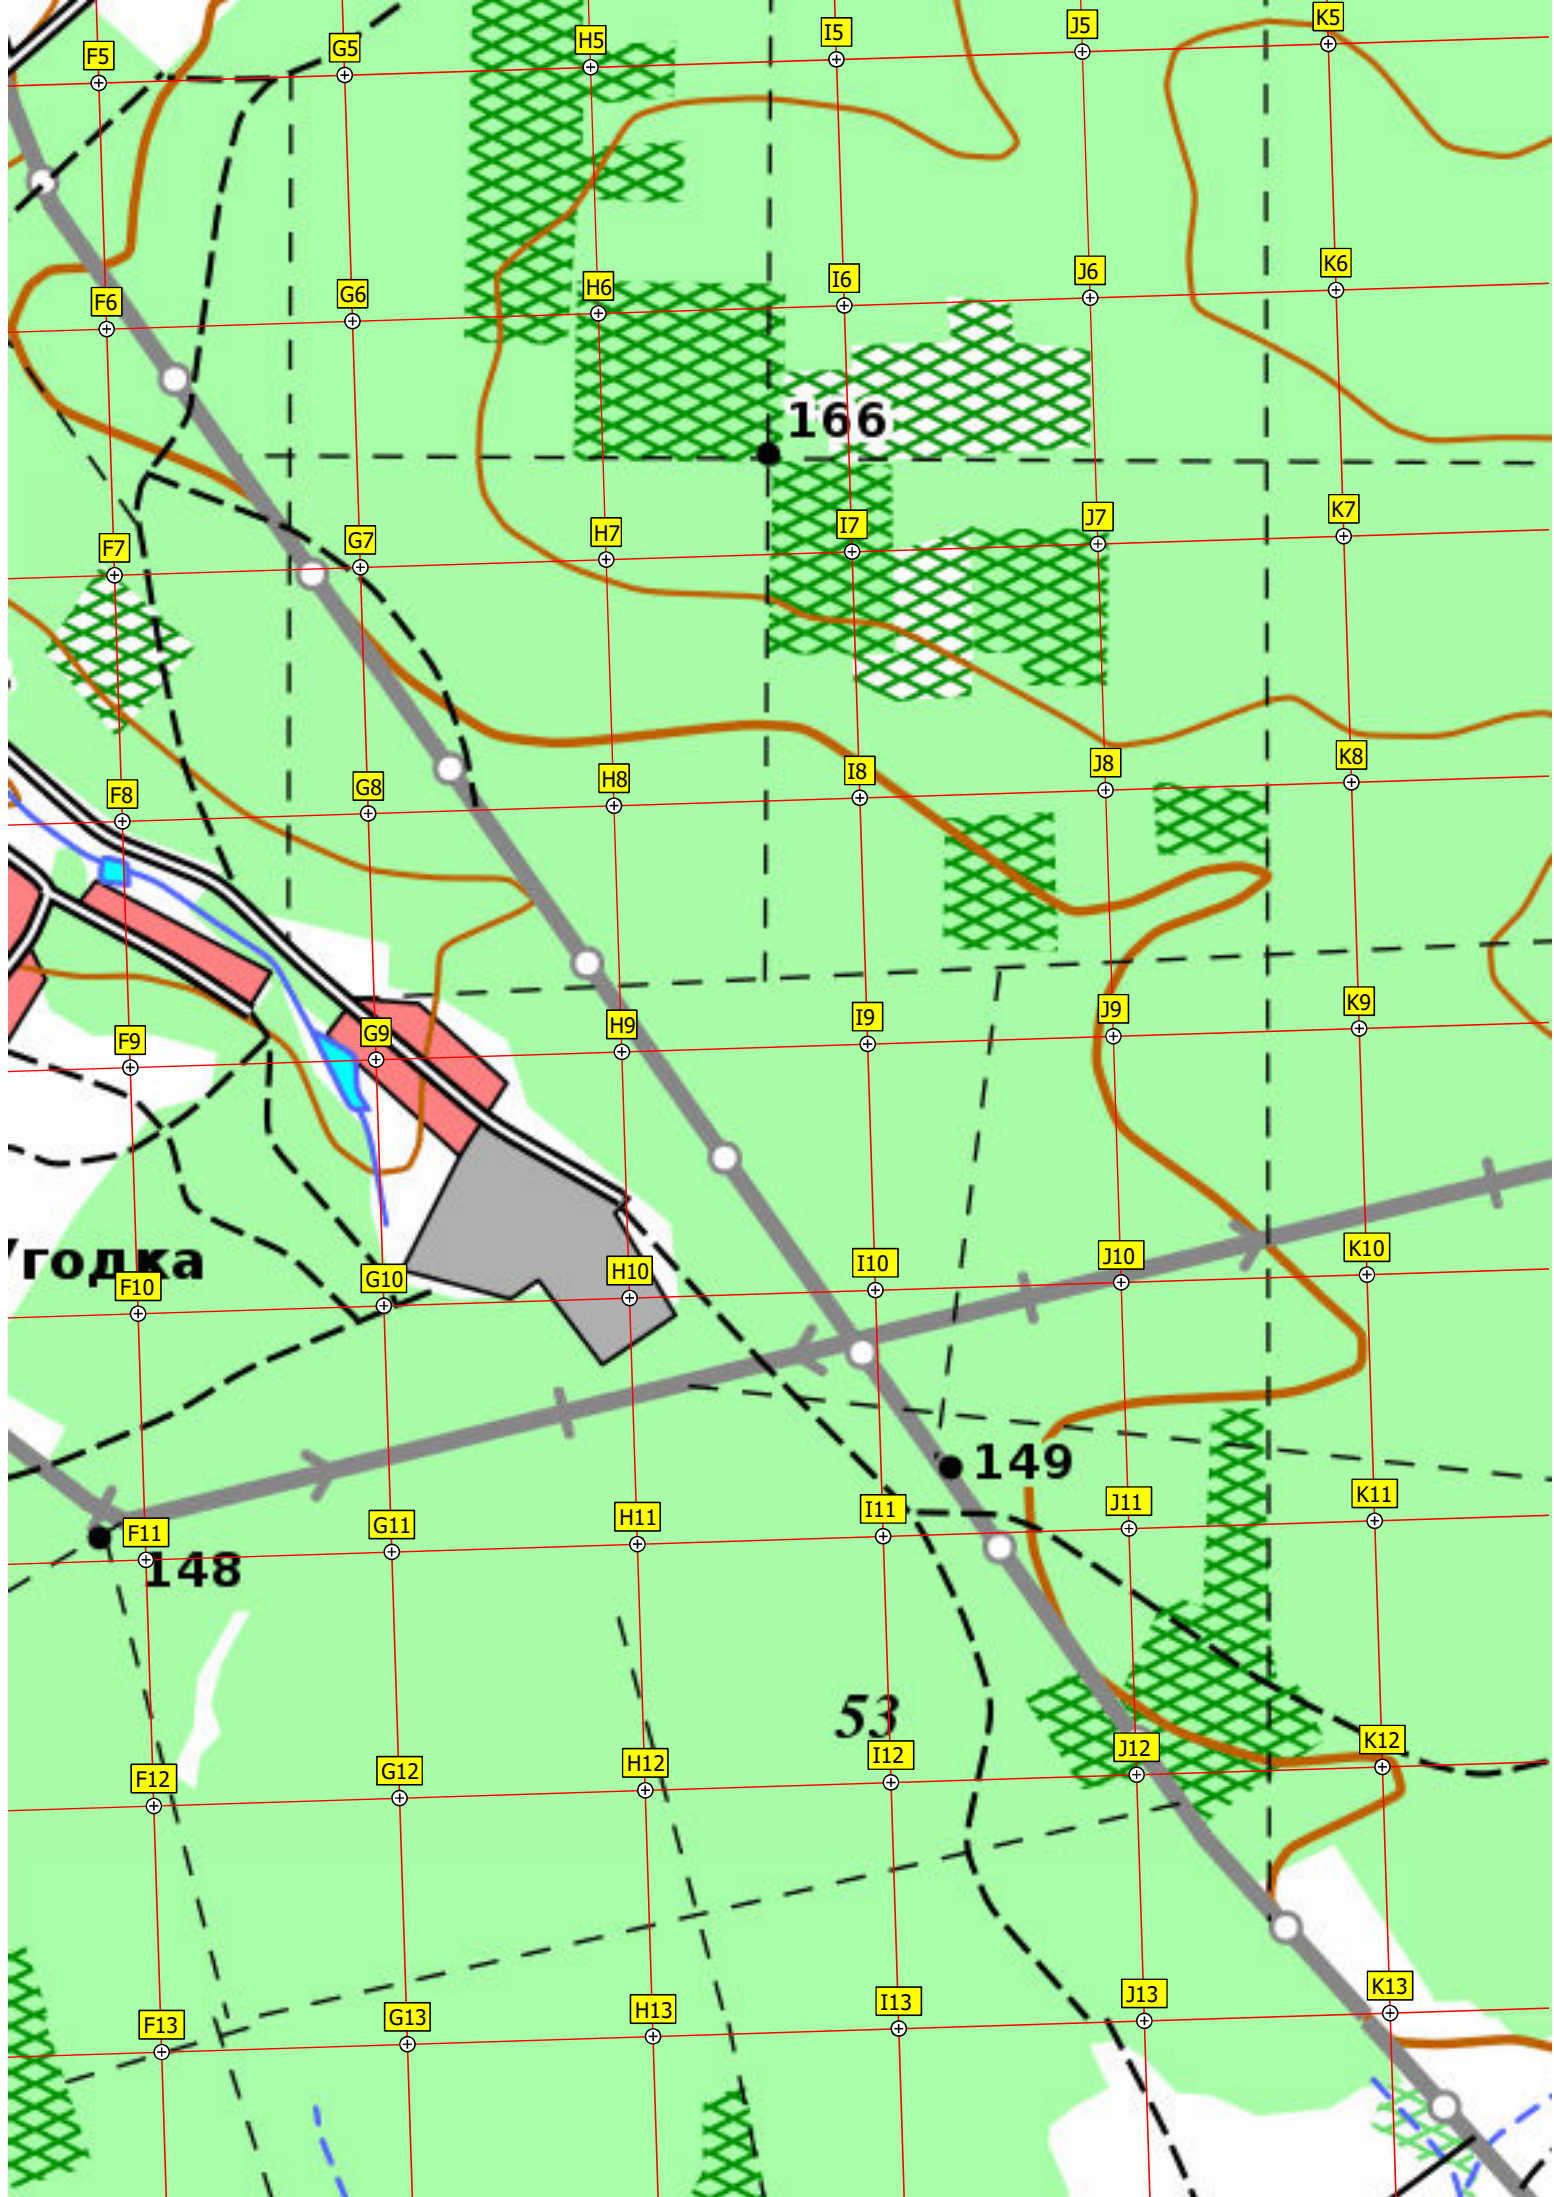 F5 G5 H5 I5 J5 K5
F6 G6 H6 I6 J6 K6
166
F7 G7 H7 I7 J7 K7
F8 G8 H8 I8 J8 K8
F9 G9 H9 I9 J9 K9
Угодка
F10 G10 H10 I10 J10 K10
149
F11 G11 H11 I11 J11 K11
148
53
F12 G12 H12 I12 J12 K12
F13 G13 H13 I13 J13 K13